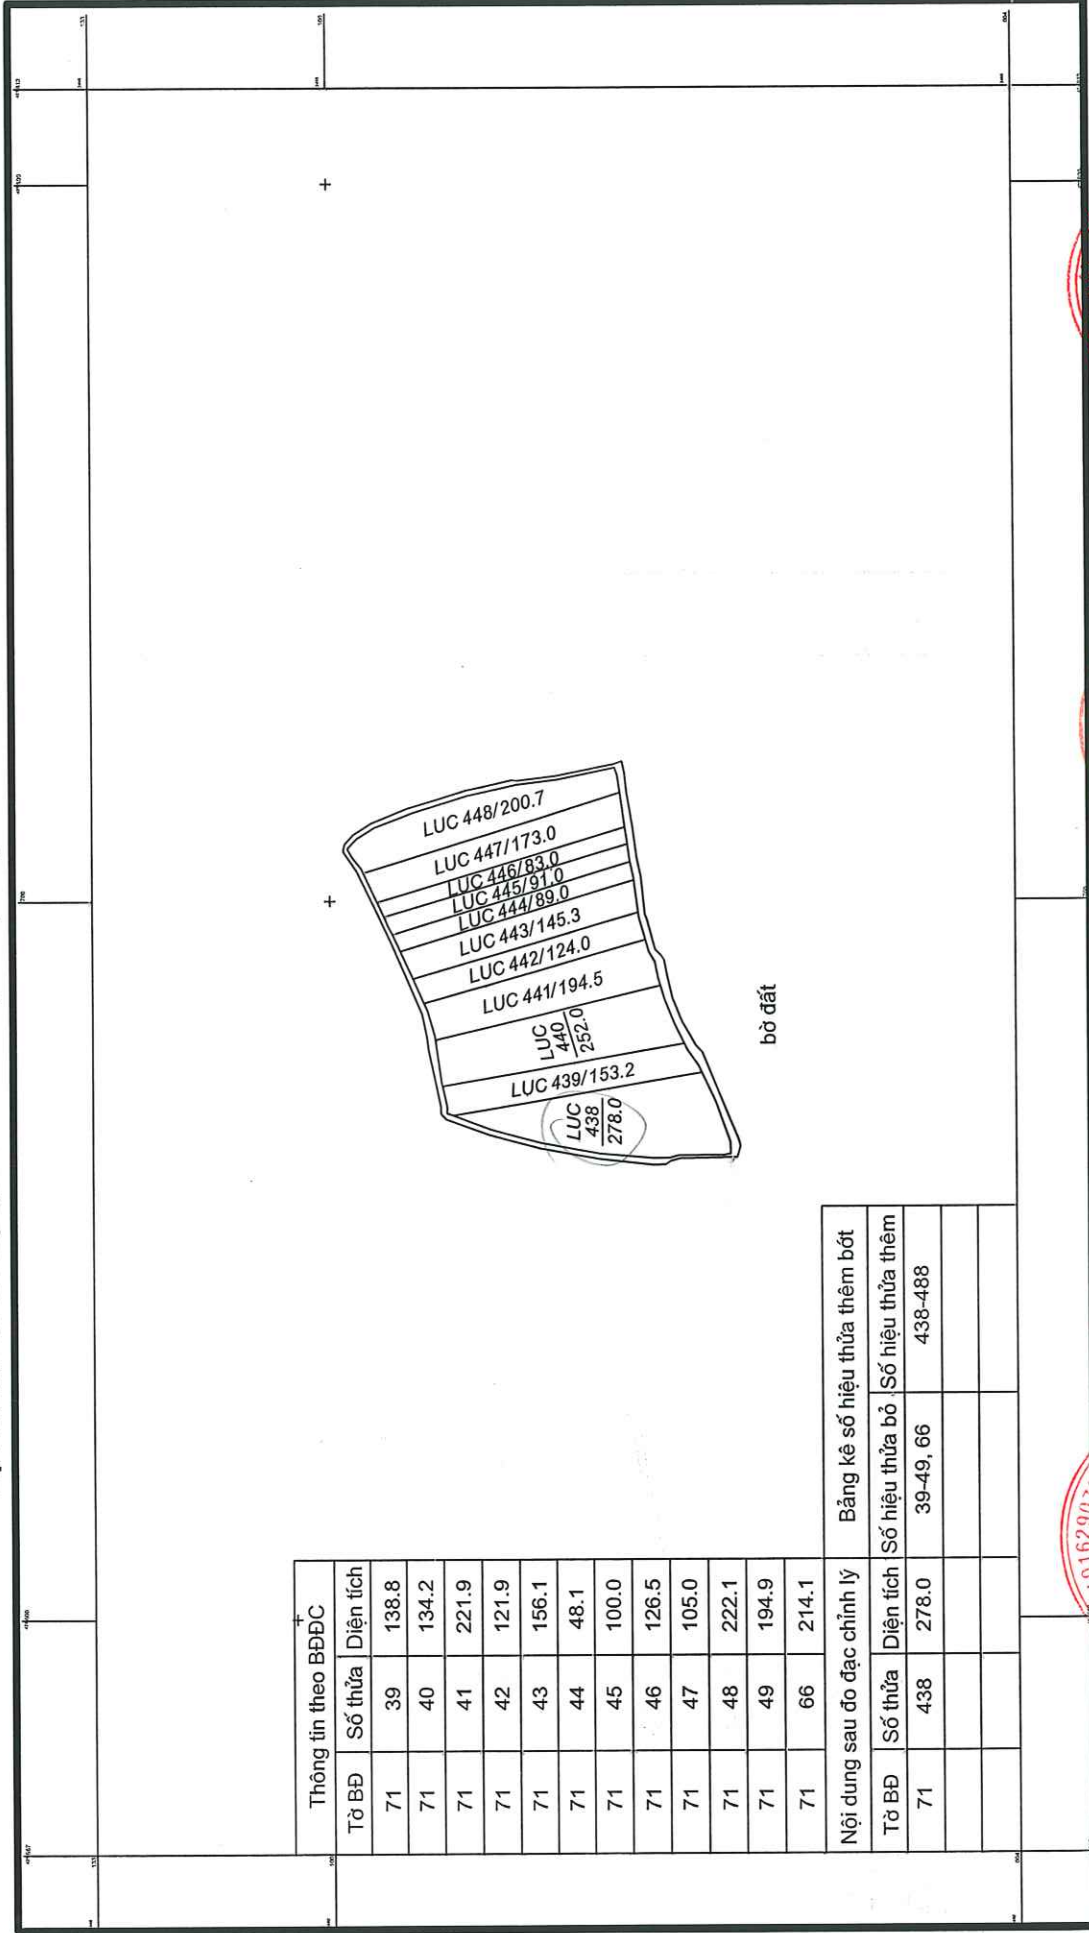 Thông tin theo BĐĐC
Tờ BĐ Số thửa Diện tích
71 39 138.8
71 40 134.2
71 41 221.9
71 42 121.9
71 43 156.1
71 44 48.1
71 45 100.0
71 46 126.5
71 47 105.0
71 48 222.1
71 49 194.9
71 66 214.1
Nội dung sau đo đạc chỉnh lý
Tờ BĐ Số thửa Diện tích
71 438 278.0
Bảng kê số hiệu thửa thêm bớt
Số hiệu thửa bỏ Số hiệu thửa thêm
39-49, 66 438-488
LUC
438
278.0
LUC 439/153.2
LUC
440
252.0
LUC 441/194.5
LUC 442/124.0
LUC 443/145.3
LUC 444/89.0
LUC 445/91.0
LUC 446/83.0
LUC 447/173.0
LUC 448/200.7
bờ đất